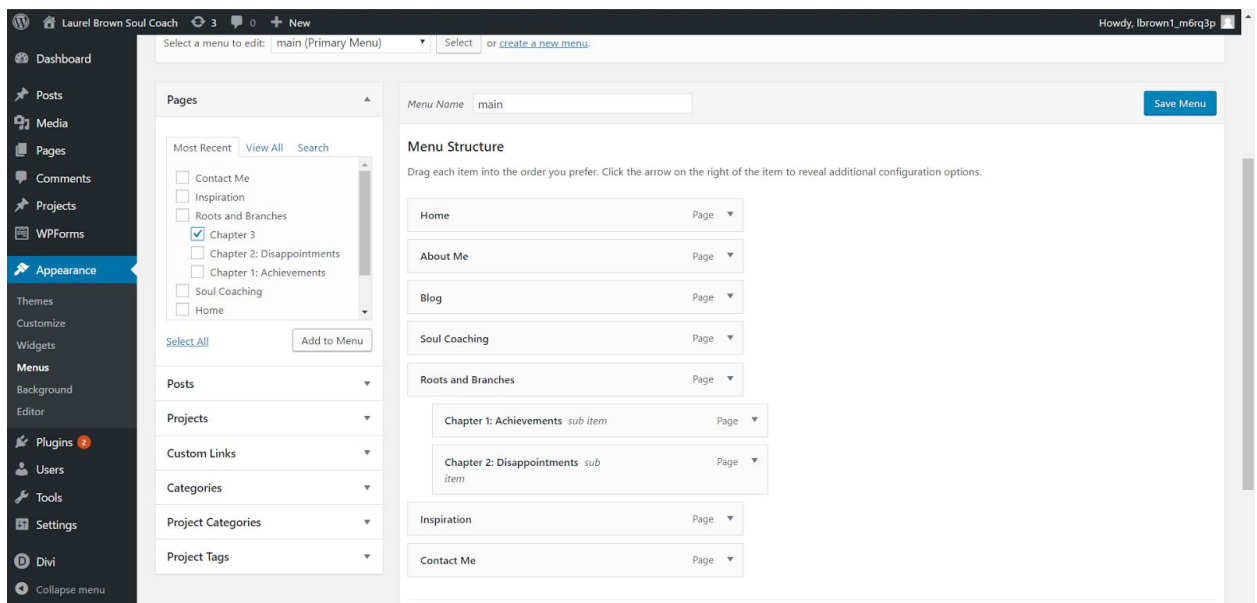 Laurel Brown Soul Coach 3 0 New Howdy, lbrown1_m6rq3p
Select a menu to edit: main (Primary Menu) Select or create a new menu.
Dashboard
Posts
Media
Pages
Comments
Projects
WPForms
Appearance
Themes
Customize
Widgets
Menus
Background
Editor
Plugins 2
Users
Tools
Settings
Divi
Collapse menu
Pages
Most Recent View All Search
Contact Me
Inspiration
Roots and Branches
Chapter 3
Chapter 2: Disappointments
Chapter 1: Achievements
Soul Coaching
Home
Select All Add to Menu
Posts
Projects
Custom Links
Categories
Project Categories
Project Tags
Menu Name main Save Menu
Menu Structure
Drag each item into the order you prefer. Click the arrow on the right of the item to reveal additional configuration options.
Home Page
About Me Page
Blog Page
Soul Coaching Page
Roots and Branches Page
Chapter 1: Achievements sub item Page
Chapter 2: Disappointments sub Page
item
Inspiration Page
Contact Me Page